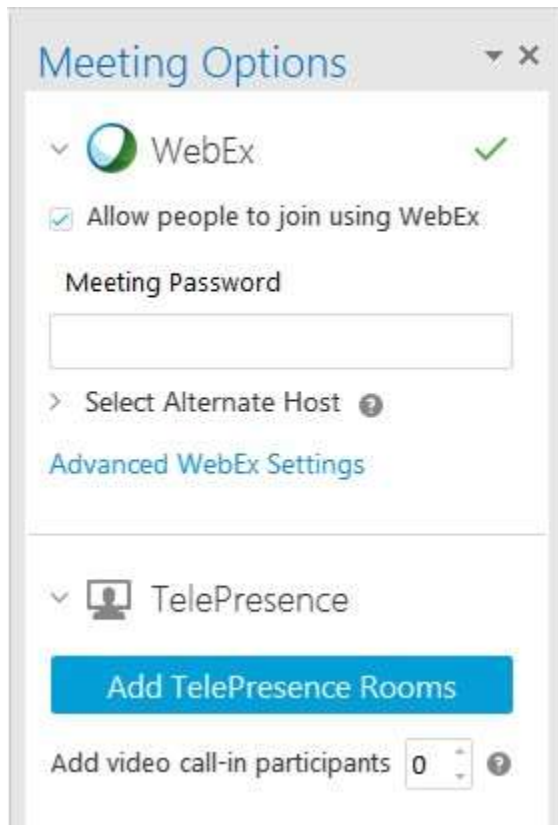 Meeting Options
WebEx
Allow people to join using WebEx
Meeting Password
Select Alternate Host ?
Advanced WebEx Settings
TelePresence
Add TelePresence Rooms
Add video call-in participants 0 ?